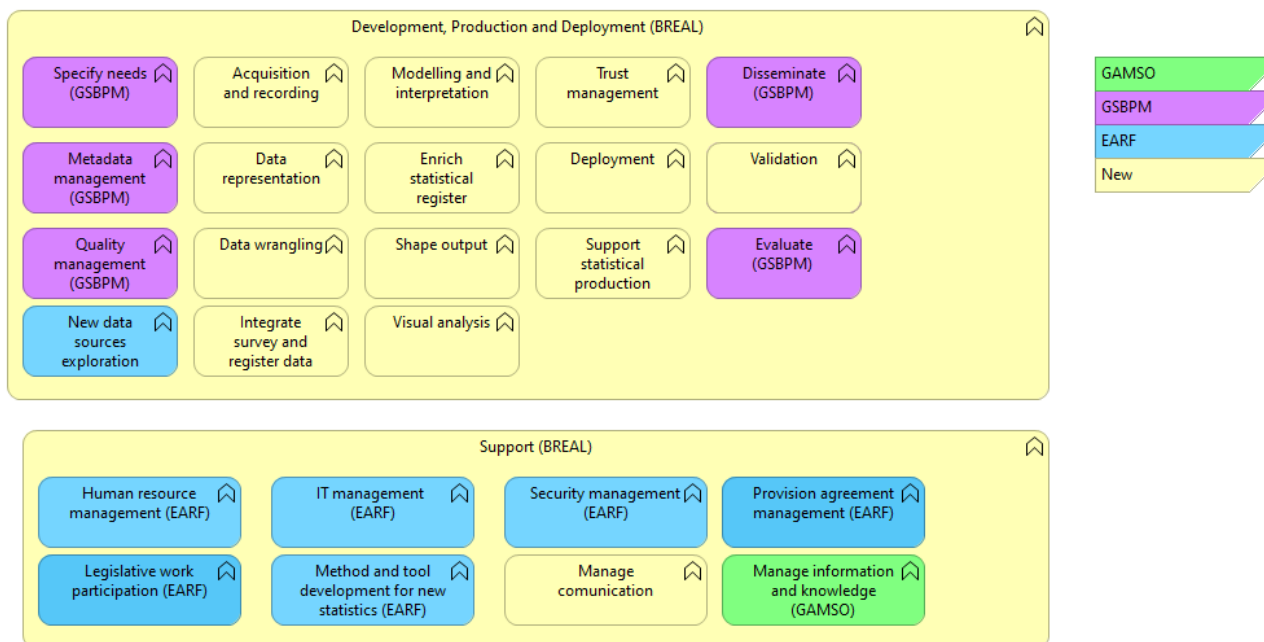 Development, Production and Deployment (BREAL)
Specify needs
(GSBPM)
Acquisition
and recording
Modelling and
interpretation
Trust
management
Disseminate
(GSBPM)
Metadata
management
(GSBPM)
Data
representation
Enrich
statistical
register
Deployment
Validation
Quality
management
(GSBPM)
Data wrangling
Shape output
Support
statistical
production
Evaluate
(GSBPM)
New data
sources
exploration
Integrate
survey and
register data
Visual analysis
GAMSO
GSBPM
EARF
New
Support (BREAL)
Human resource
management (EARF)
IT management
(EARF)
Security management
(EARF)
Provision agreement
management (EARF)
Legislative work
participation (EARF)
Method and tool
development for new
statistics (EARF)
Manage
comunication
Manage information
and knowledge
(GAMSO)